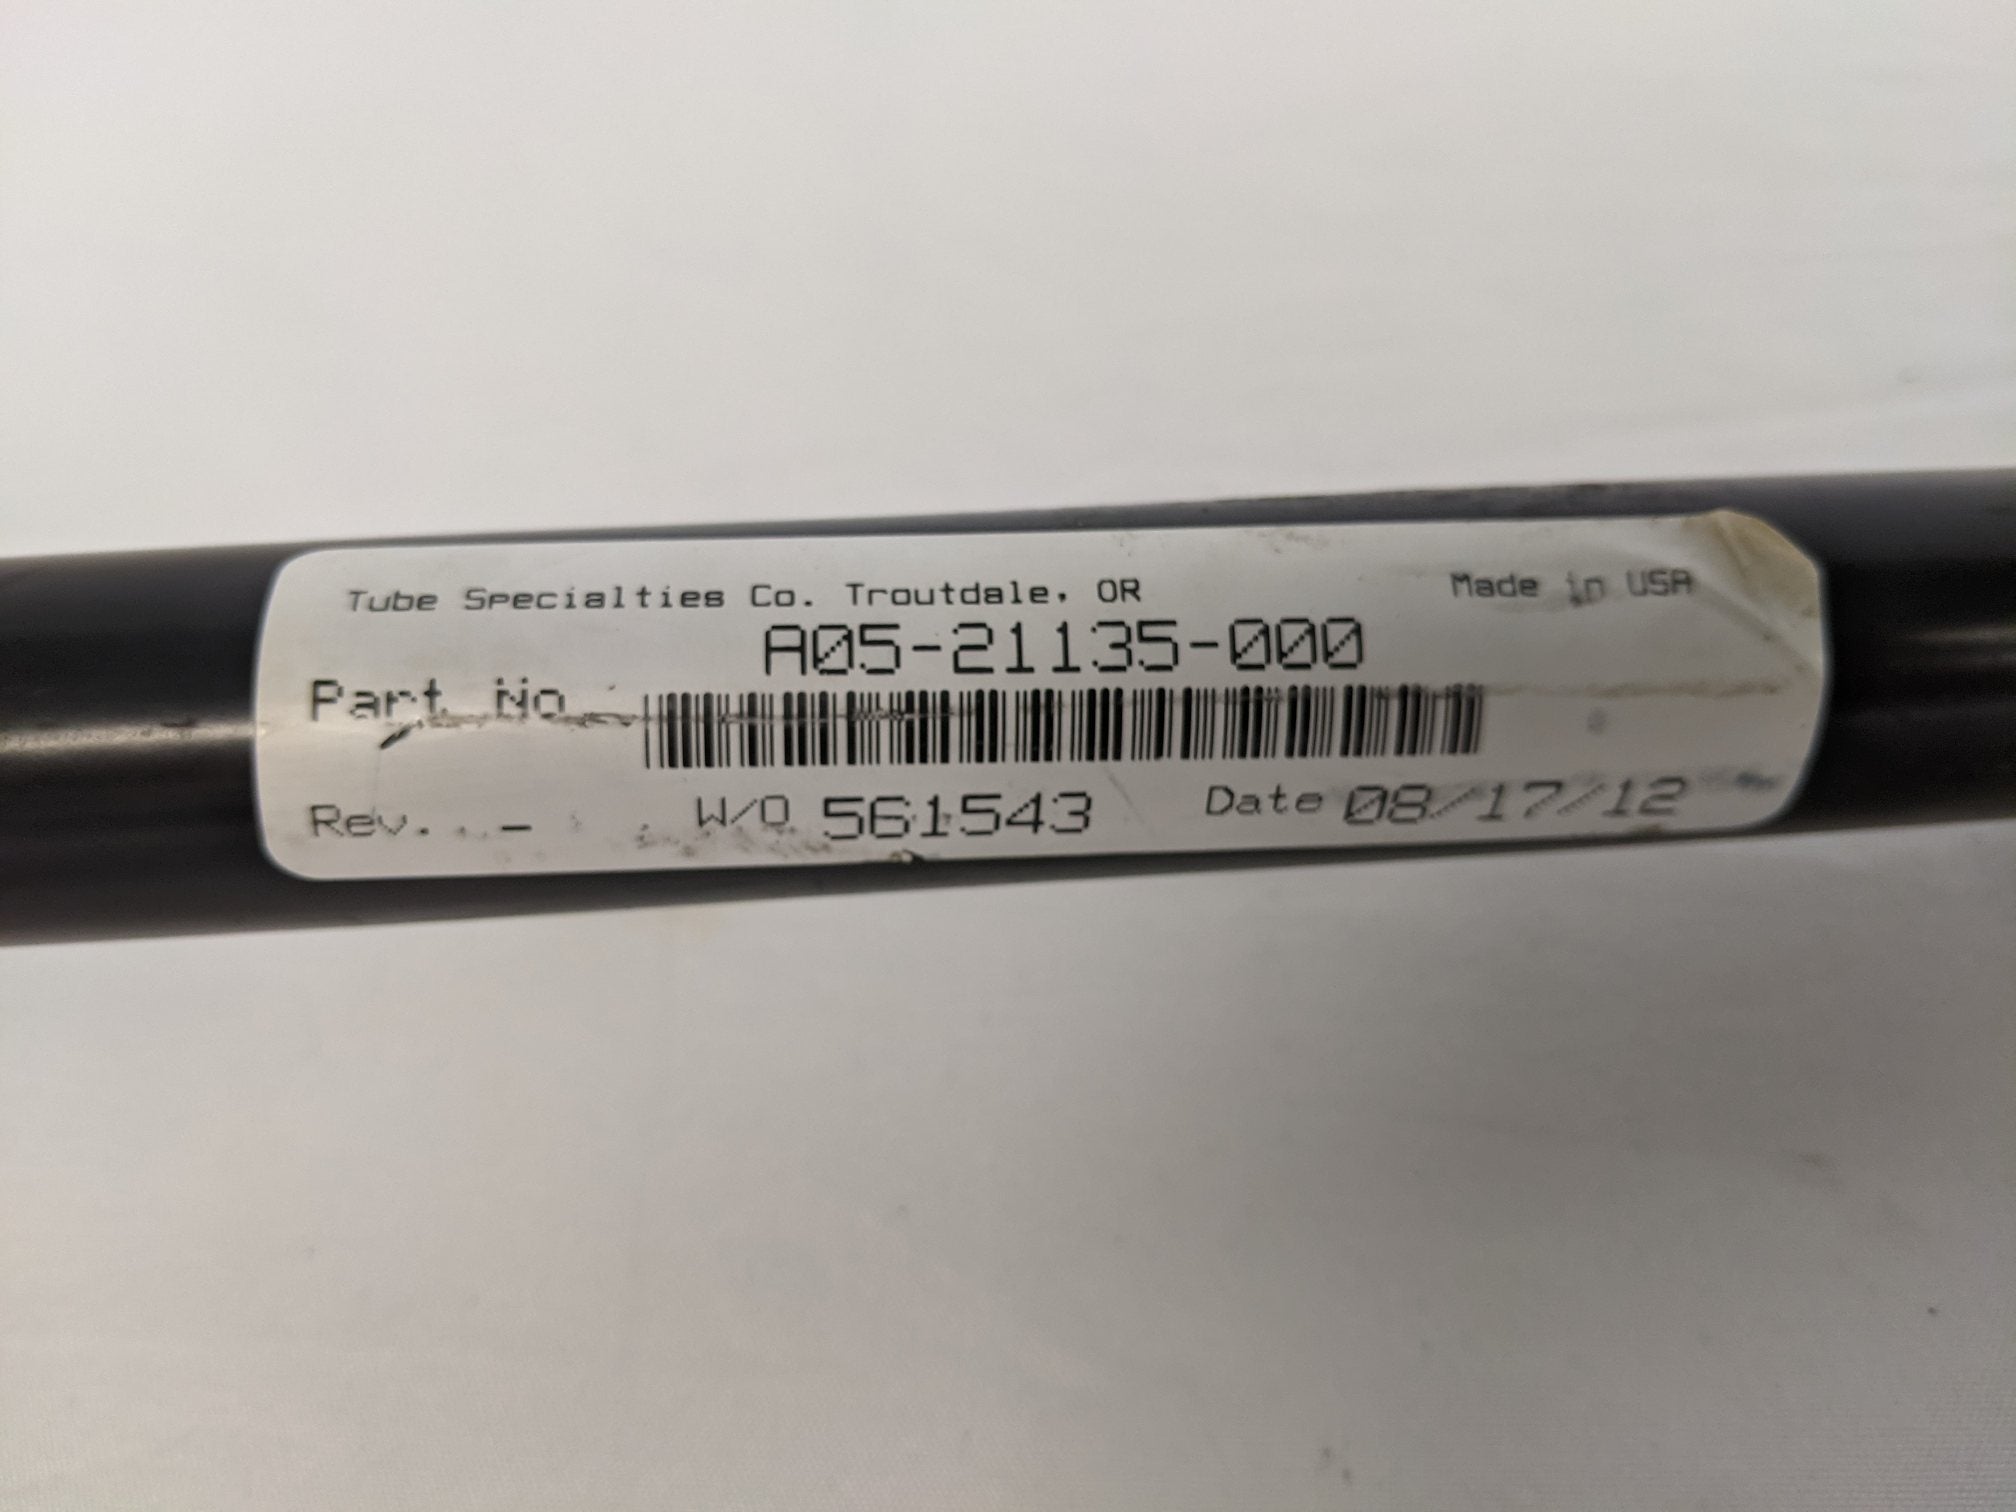 Tube Specialties Co. Troutdale, OR Made in USA
A05-21135-000
Part No
Rev. - W/O 561543 Date 08/17/12